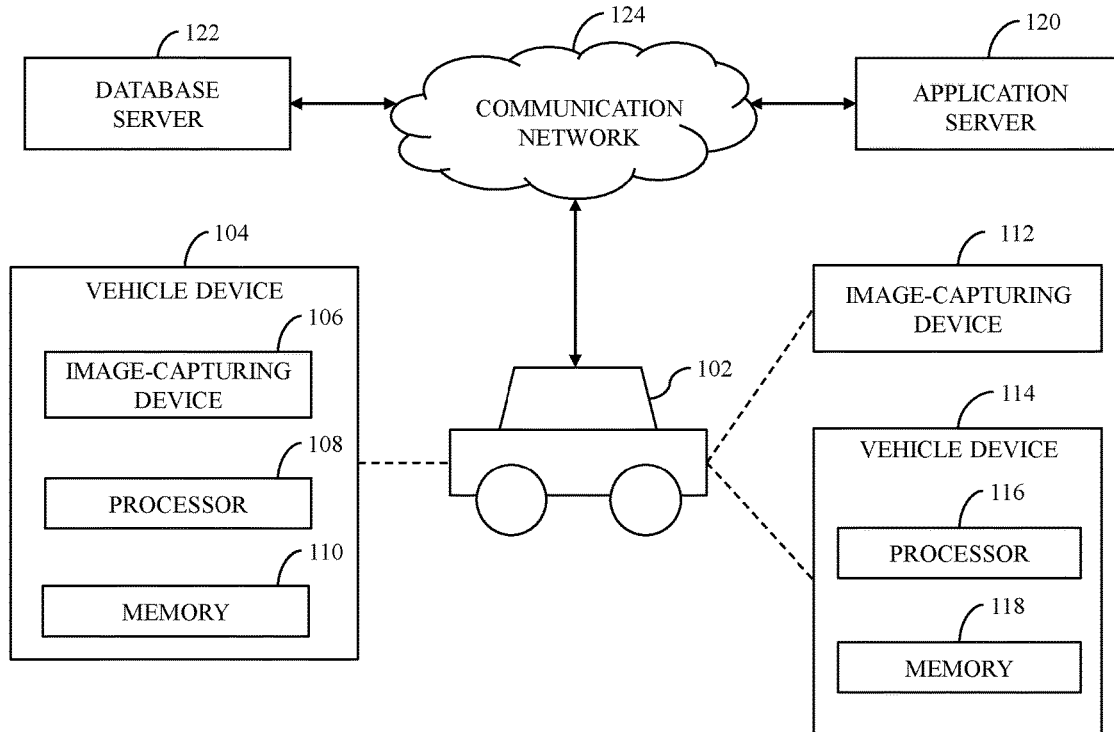 122
124
120
DATABASE
SERVER
COMMUNICATION
NETWORK
APPLICATION
SERVER
104
VEHICLE DEVICE
106
IMAGE-CAPTURING
DEVICE
108
PROCESSOR
110
MEMORY
102
112
IMAGE-CAPTURING
DEVICE
114
VEHICLE DEVICE
116
PROCESSOR
118
MEMORY